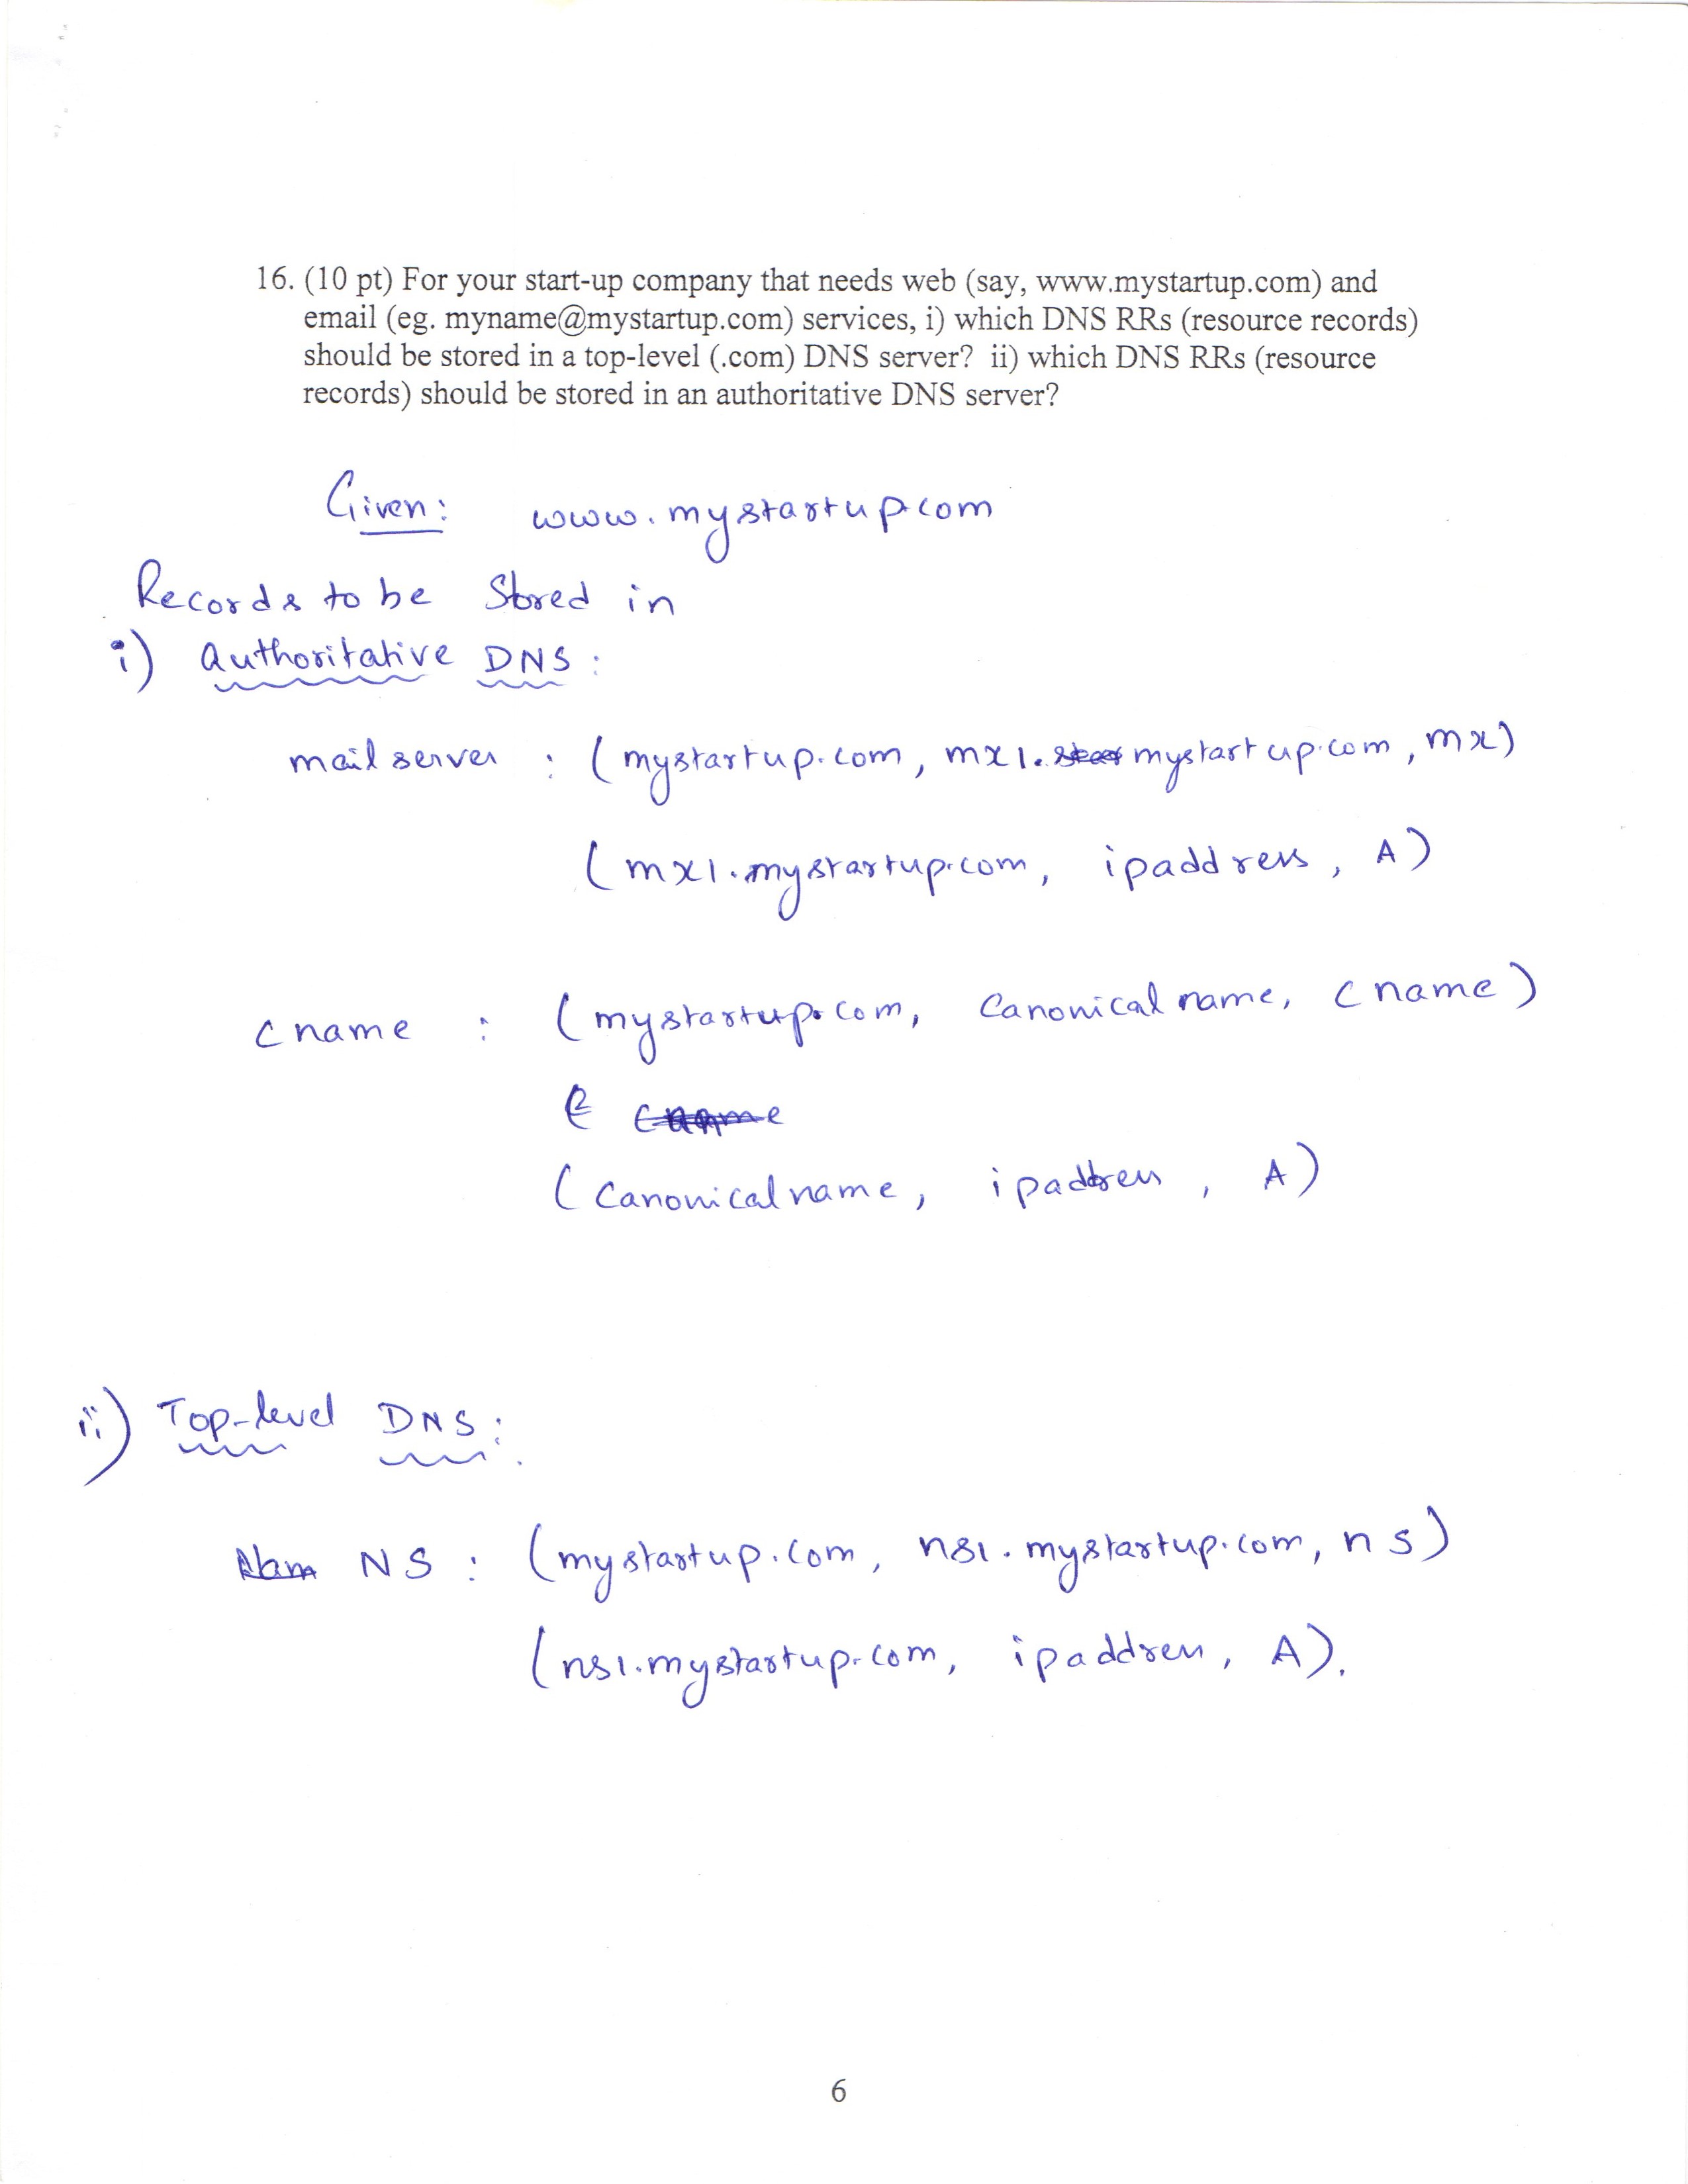 16. (10 pt) For your start-up company that needs web (say, www.mystartup.com) and
email (eg. myname@mystartup.com) services, i) which DNS RRs (resource records)
should be stored in a top-level (.com) DNS server?  ii) which DNS RRs (resource
records) should be stored in an authoritative DNS server?
Given: www.mystartup.com
Records to be Stored in
i) Authoritative DNS:
mail server : (mystartup.com, mx1.mystartup.com, mx)
(mx1.mystartup.com, ipaddress, A)
cname : (mystartup.com, Canonical name, cname)
cname
(Canonical name, ipaddress, A)
ii) Top-level DNS:
Nam NS : (mystartup.com, ns1.mystartup.com, ns)
(ns1.mystartup.com, ipaddress, A).
6